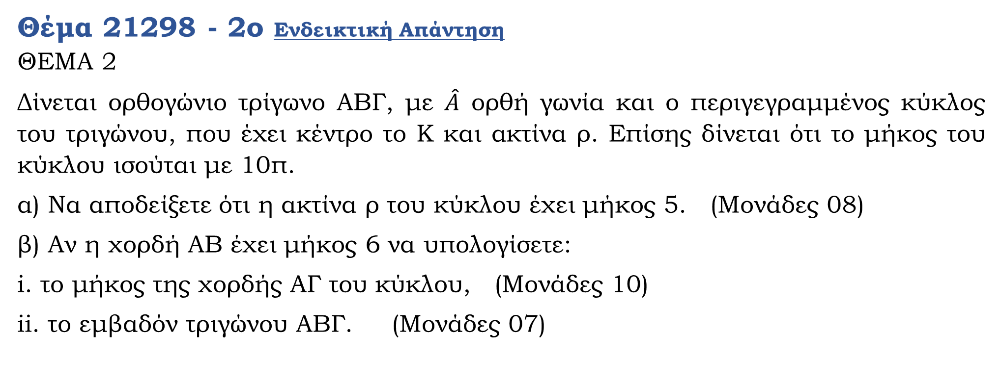 Θέμα 21298 - 2ο Ενδεικτική Απάντηση
ΘΕΜΑ 2
Δίνεται ορθογώνιο τρίγωνο ΑΒΓ, με Â ορθή γωνία και ο περιγεγραμμένος κύκλος
του τριγώνου, που έχει κέντρο το Κ και ακτίνα ρ. Επίσης δίνεται ότι το μήκος του
κύκλου ισούται με 10π.
α) Να αποδείξετε ότι η ακτίνα ρ του κύκλου έχει μήκος 5. (Μονάδες 08)
β) Αν η χορδή ΑΒ έχει μήκος 6 να υπολογίσετε:
i. το μήκος της χορδής ΑΓ του κύκλου, (Μονάδες 10)
ii. το εμβαδόν τριγώνου ΑΒΓ. (Μονάδες 07)